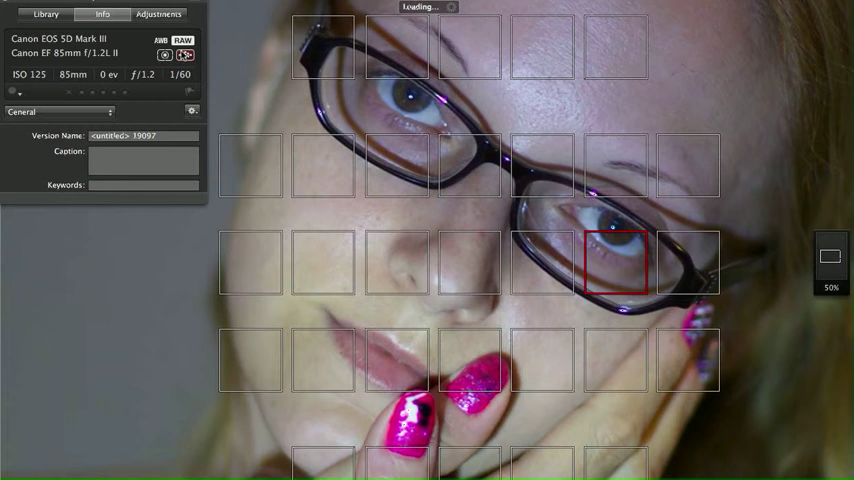 Loading...
Library Info Adjustments
Canon EOS 5D Mark III AWB RAW
Canon EF 85mm f/1.2L II
ISO 125 85mm 0 ev ƒ/1.2 1/60
General
Version Name: <untitled> 19097
Caption:
Keywords:
50%